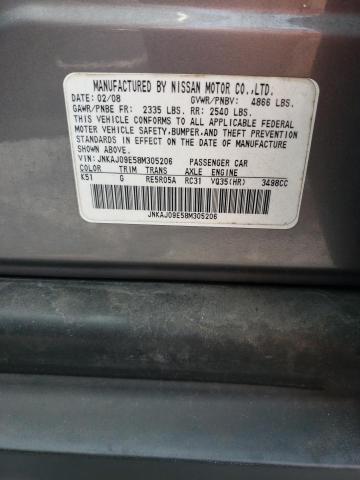 MANUFACTURED BY NISSAN MOTOR CO.,LTD.
DATE: 02/08 GVWR/PNBV: 4866 LBS.
GAWR/PNBE FR: 2335 LBS. RR: 2540 LBS.
THIS VEHICLE CONFORMS TO ALL APPLICABLE FEDERAL
MOTOR VEHICLE SAFETY,BUMPER,AND THEFT PREVENTION
STANDARDS IN EFFECT ON THE DATE OF MANUFACTURE
SHOWN ABOVE.
VIN: JNKAJ09E58M305206 PASSENGER CAR
COLOR TRIM TRANS AXLE ENGINE
K51 G RE5R05A RC31 VQ35(HR) 3498CC
JNKAJ09E58M305206